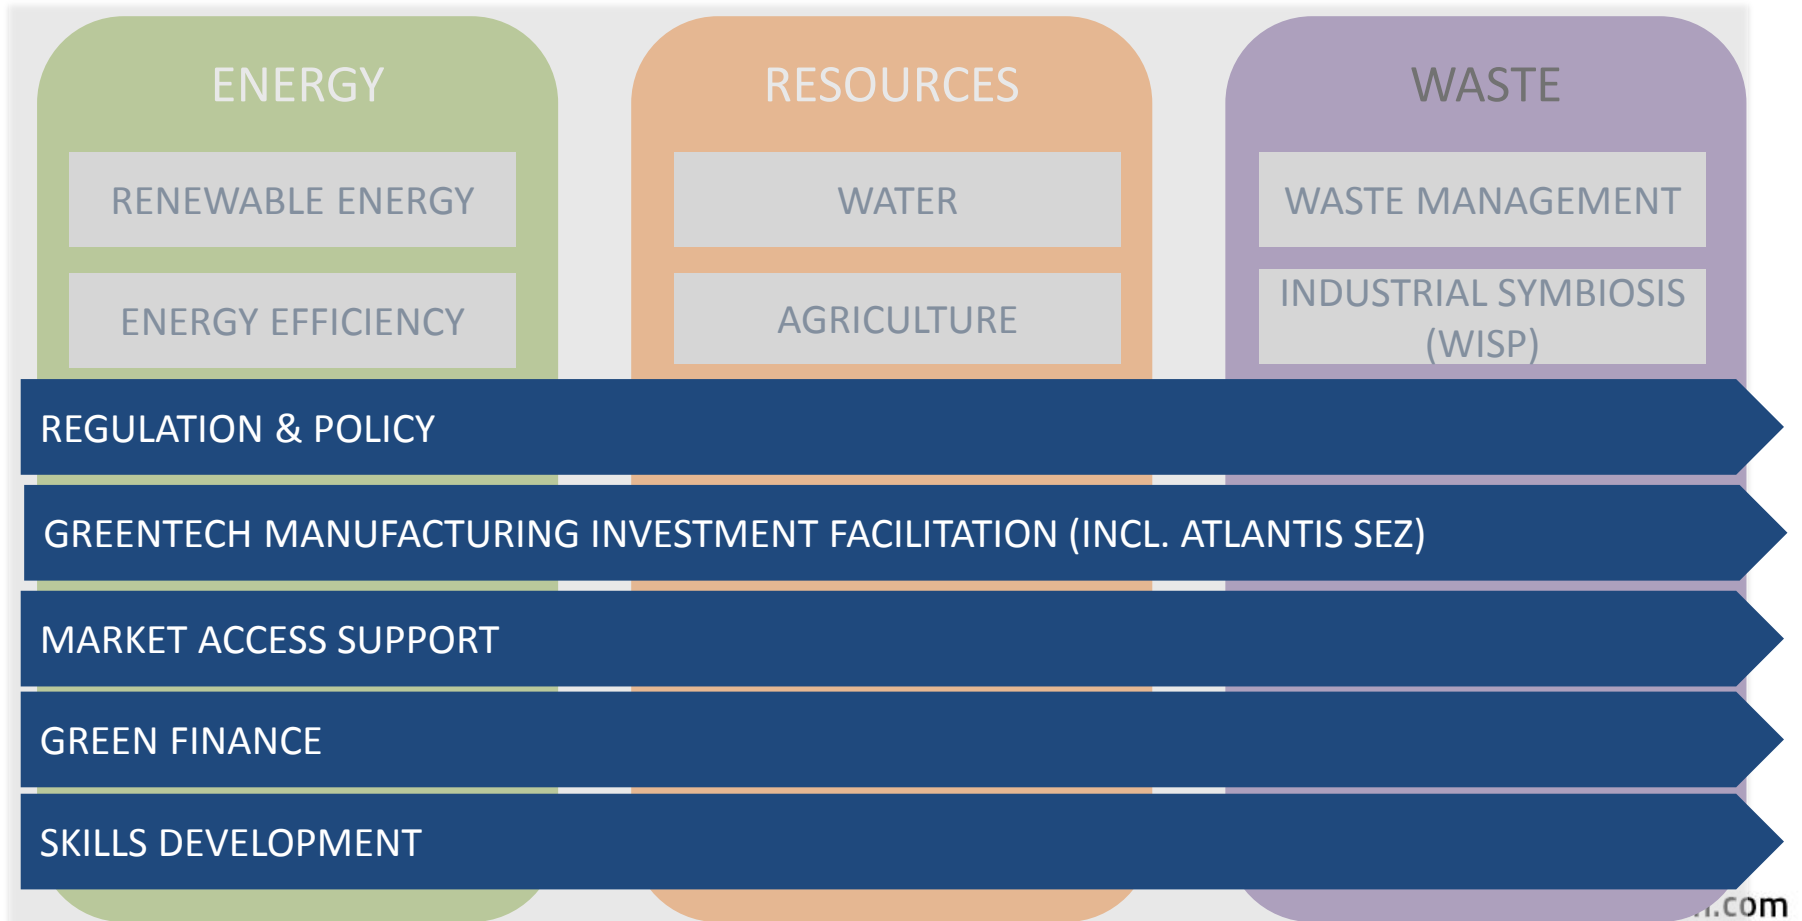 ENERGY
RESOURCES
WASTE
RENEWABLE ENERGY
WATER
WASTE MANAGEMENT
ENERGY EFFICIENCY
AGRICULTURE
INDUSTRIAL SYMBIOSIS
(WISP)
REGULATION & POLICY
GREENTECH MANUFACTURING INVESTMENT FACILITATION (INCL. ATLANTIS SEZ)
MARKET ACCESS SUPPORT
GREEN FINANCE
SKILLS DEVELOPMENT
.com